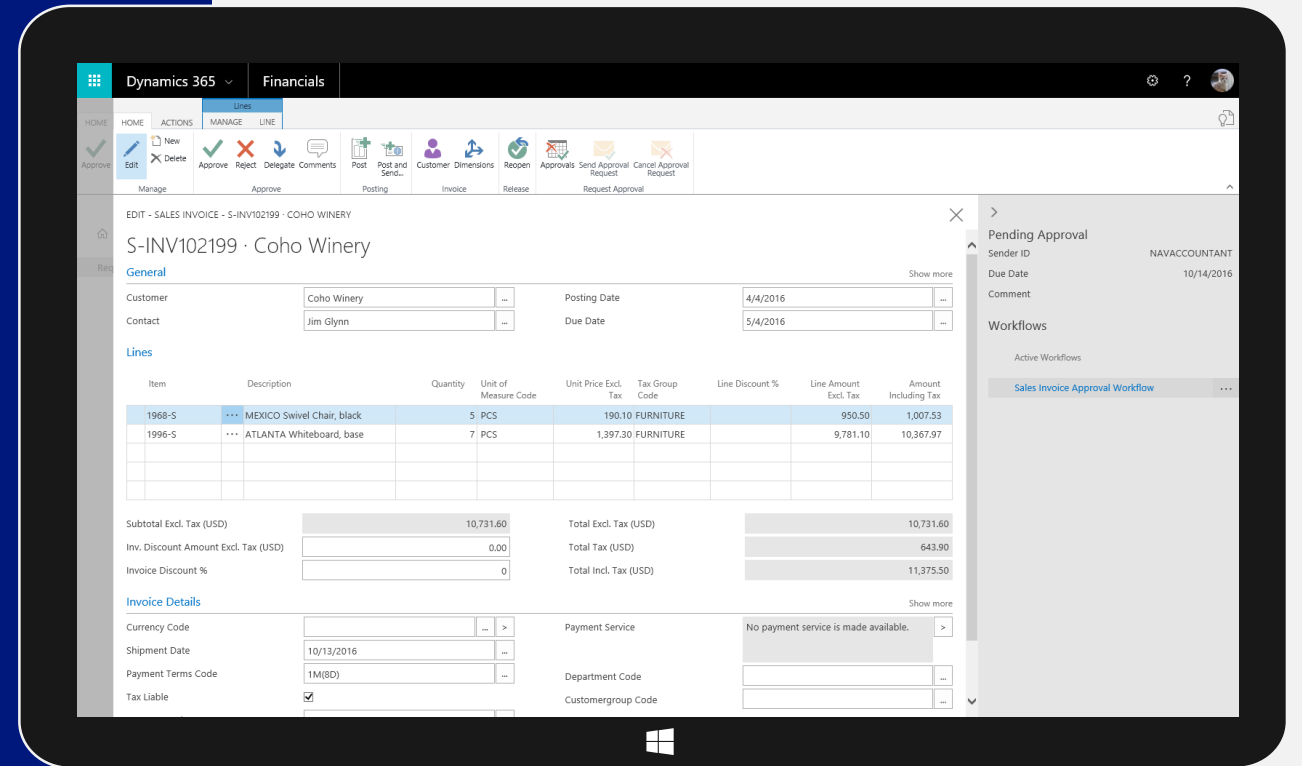 Dynamics 365 Financials ?
Lines
HOME HOME ACTIONS MANAGE LINE
Approve Edit New Delete Approve Reject Delegate Comments Post Post and Send... Customer Dimensions Reopen Approvals Send Approval Request Cancel Approval Request
Manage Approve Posting Invoice Release Request Approval
EDIT - SALES INVOICE - S-INV102199 · COHO WINERY
S-INV102199 · Coho Winery
Req
General Show more
Customer Coho Winery ... Posting Date 4/4/2016 ...
Contact Jim Glynn ... Due Date 5/4/2016 ...
Lines
Item Description Quantity Unit of Measure Code Unit Price Excl. Tax Tax Group Code Line Discount % Line Amount Excl. Tax Amount Including Tax
1968-S ··· MEXICO Swivel Chair, black 5 PCS 190.10 FURNITURE 950.50 1,007.53
1996-S ··· ATLANTA Whiteboard, base 7 PCS 1,397.30 FURNITURE 9,781.10 10,367.97
Subtotal Excl. Tax (USD) 10,731.60 Total Excl. Tax (USD) 10,731.60
Inv. Discount Amount Excl. Tax (USD) 0.00 Total Tax (USD) 643.90
Invoice Discount % 0 Total Incl. Tax (USD) 11,375.50
Invoice Details Show more
Currency Code ... > Payment Service No payment service is made available. >
Shipment Date 10/13/2016 ...
Payment Terms Code 1M(8D) ... Department Code ...
Tax Liable Customergroup Code ...
Pending Approval
Sender ID NAVACCOUNTANT
Due Date 10/14/2016
Comment
Workflows
Active Workflows
Sales Invoice Approval Workflow ...